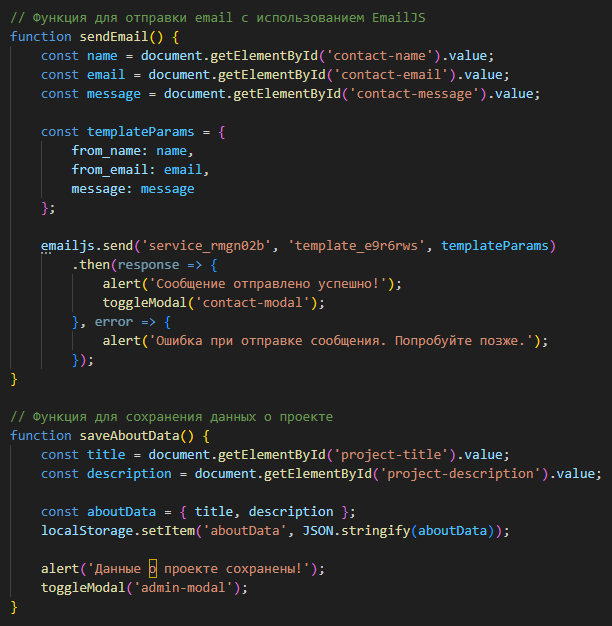 // Функция для отправки email с использованием EmailJS
function sendEmail() {
    const name = document.getElementById('contact-name').value;
    const email = document.getElementById('contact-email').value;
    const message = document.getElementById('contact-message').value;

    const templateParams = {
        from_name: name,
        from_email: email,
        message: message
    };

    emailjs.send('service_rmgn02b', 'template_e9r6rws', templateParams)
        .then(response => {
            alert('Сообщение отправлено успешно!');
            toggleModal('contact-modal');
        }, error => {
            alert('Ошибка при отправке сообщения. Попробуйте позже.');
        });
}

// Функция для сохранения данных о проекте
function saveAboutData() {
    const title = document.getElementById('project-title').value;
    const description = document.getElementById('project-description').value;

    const aboutData = { title, description };
    localStorage.setItem('aboutData', JSON.stringify(aboutData));

    alert('Данные о проекте сохранены!');
    toggleModal('admin-modal');
}